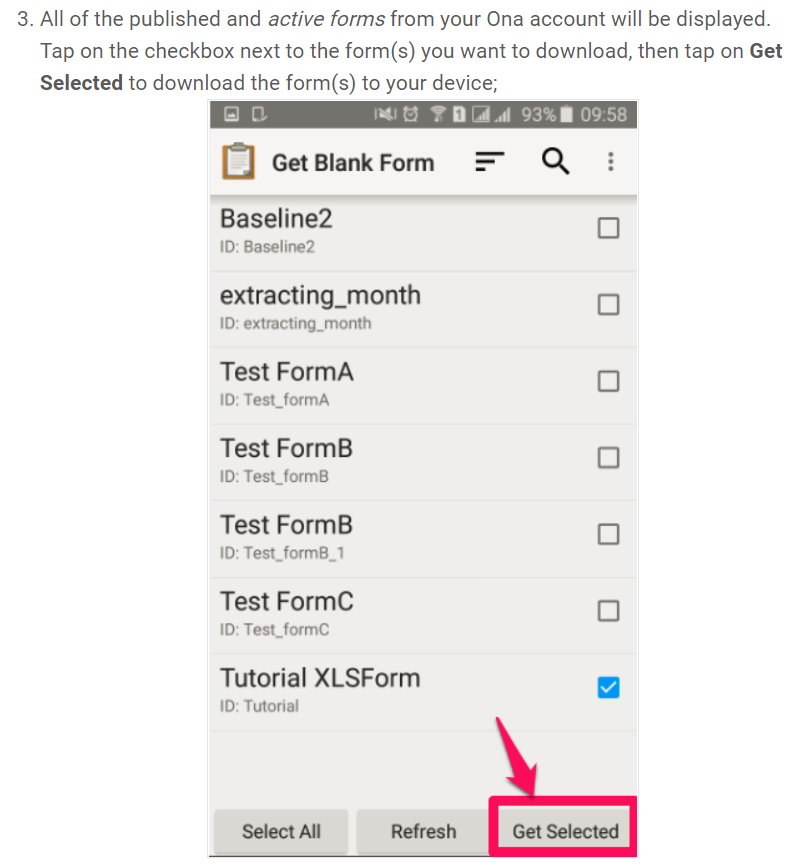 3. All of the published and active forms from your Ona account will be displayed.
Tap on the checkbox next to the form(s) you want to download, then tap on Get
Selected to download the form(s) to your device;
1 93% 09:58
Get Blank Form
Baseline2
ID: Baseline2
extracting_month
ID: extracting_month
Test FormA
ID: Test_formA
Test FormB
ID: Test_formB
Test FormB
ID: Test_formB_1
Test FormC
ID: Test_formC
Tutorial XLSForm
ID: Tutorial
Select All Refresh Get Selected